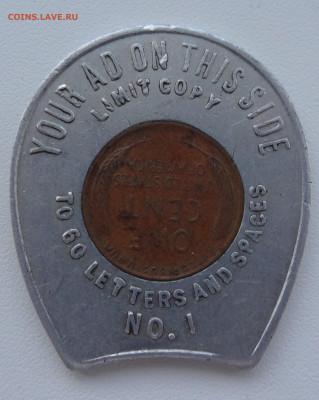 COINS.LAVE.RU
YOUR AD ON THIS SIDE
LIMIT COPY
TO 60 LETTERS AND SPACES
NO. 1
ONE
CENT